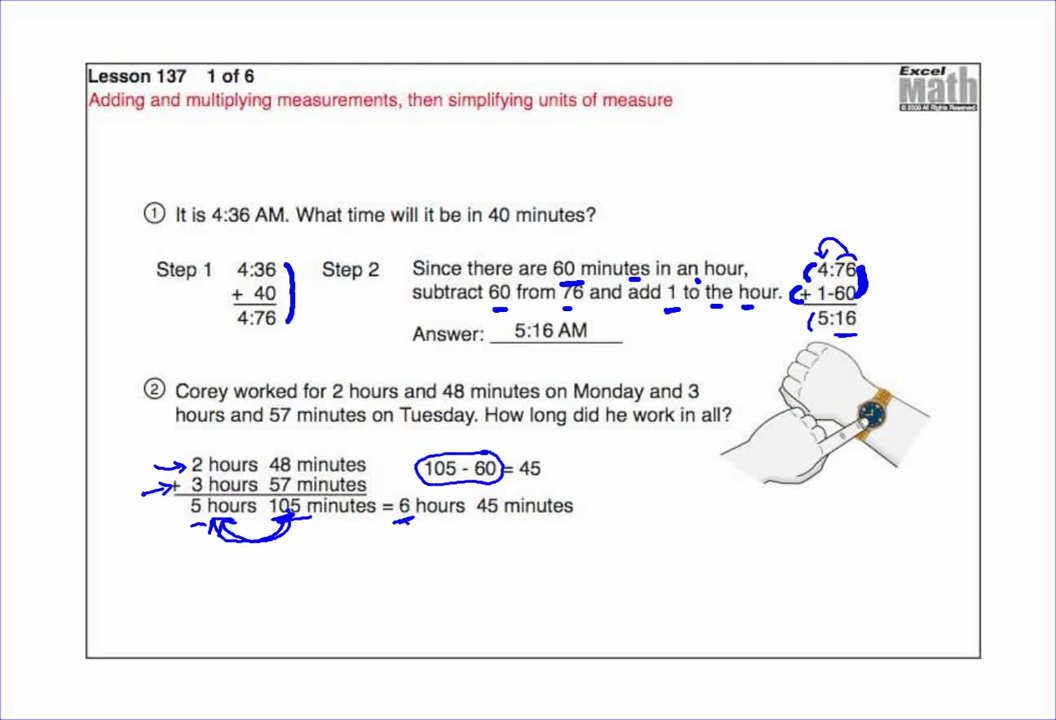 Lesson 137 1 of 6
Excel
Math
Adding and multiplying measurements, then simplifying units of measure
① It is 4:36 AM. What time will it be in 40 minutes?
Step 1
4:36
+ 40
4:76
Step 2
Since there are 60 minutes in an hour,
subtract 60 from 76 and add 1 to the hour.
Answer: 5:16 AM
4:76
+ 1-60
5:16
② Corey worked for 2 hours and 48 minutes on Monday and 3
hours and 57 minutes on Tuesday. How long did he work in all?
2 hours 48 minutes
+ 3 hours 57 minutes
5 hours 105 minutes = 6 hours 45 minutes
105 - 60 = 45